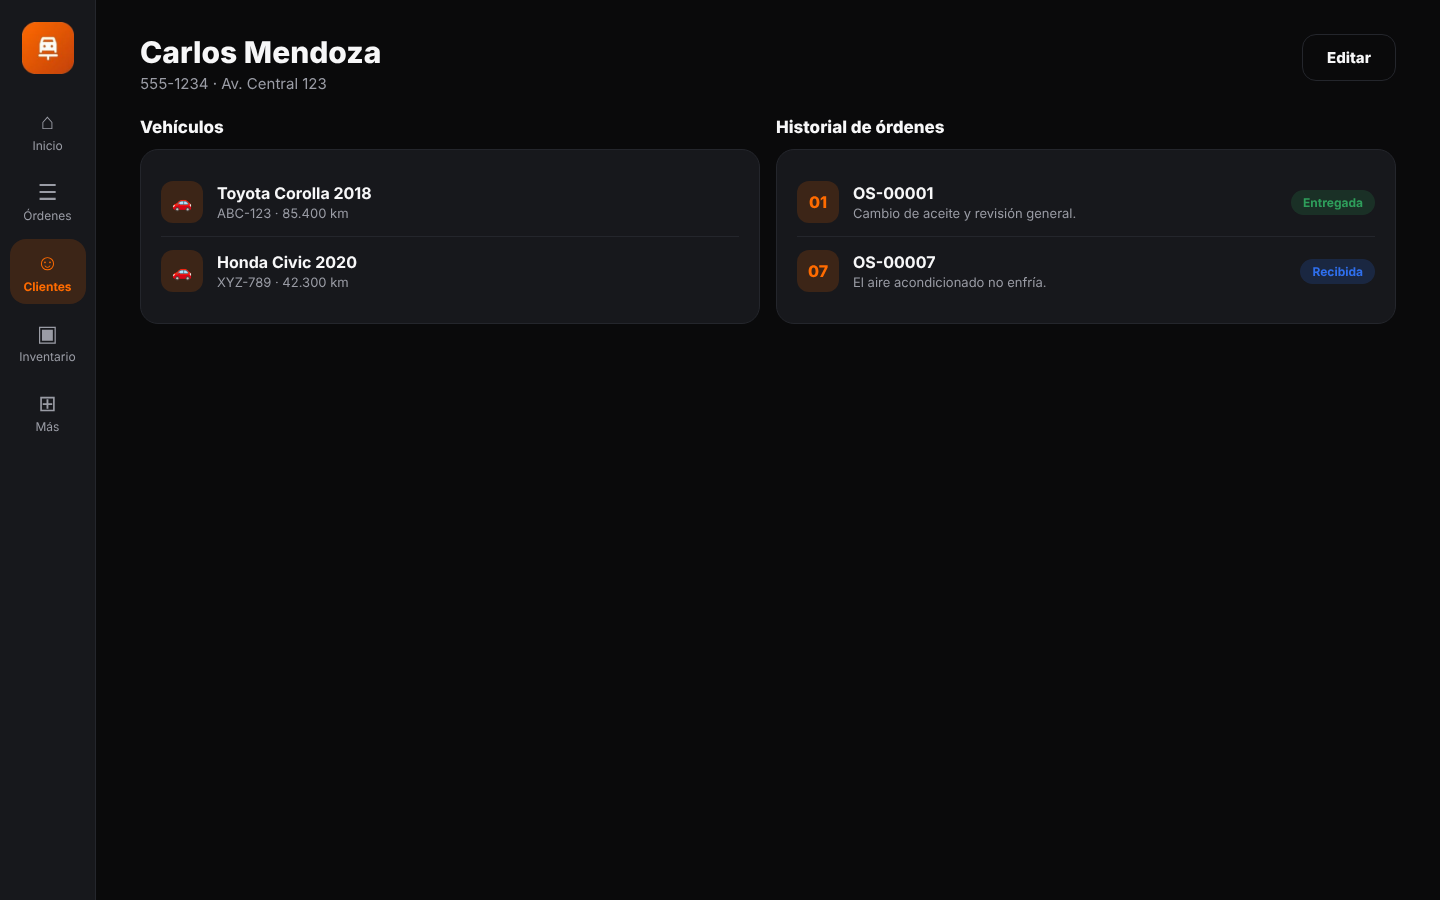 Carlos Mendoza
555-1234 · Av. Central 123
Editar
Inicio
Órdenes
Clientes
Inventario
Más
Vehículos
Toyota Corolla 2018
ABC-123 · 85.400 km
Honda Civic 2020
XYZ-789 · 42.300 km
Historial de órdenes
01
OS-00001
Cambio de aceite y revisión general.
Entregada
07
OS-00007
El aire acondicionado no enfría.
Recibida